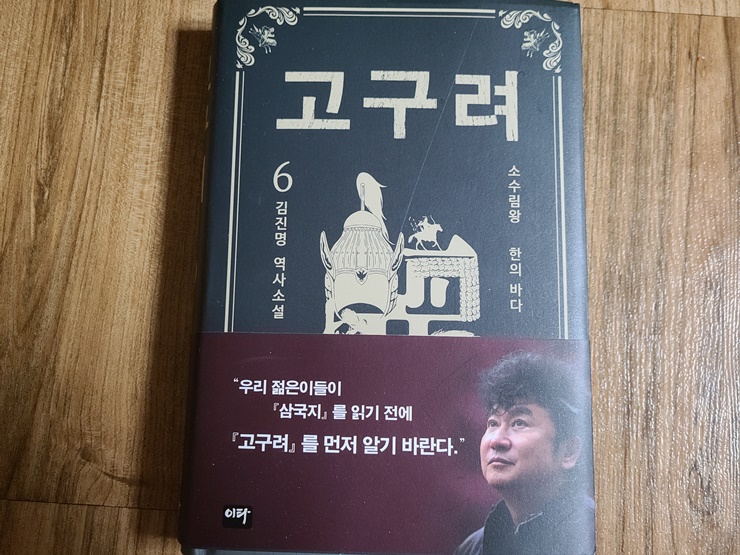 고구려
6
김진명 역사소설
소수림왕 한의 바다
“우리 젊은이들이
『삼국지』를 읽기 전에
『고구려』를 먼저 알기 바란다.”
이타